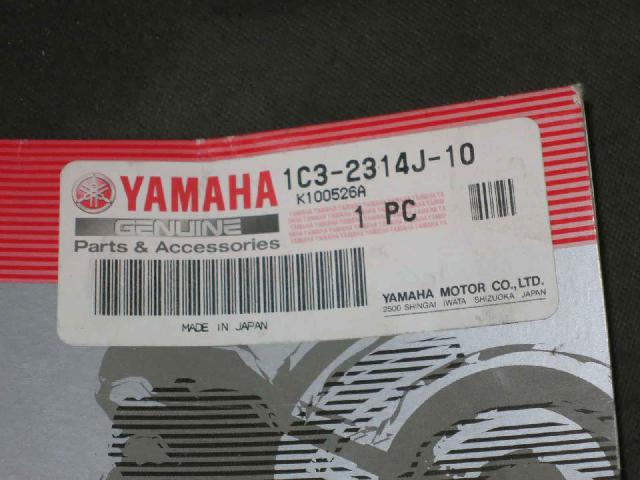 YAMAHA
GENUINE
Parts & Accessories
1C3-2314J-10
K100526A
1 PC
MADE IN JAPAN
YAMAHA MOTOR CO., LTD.
2500 SHINGAI IWATA SHIZUOKA JAPAN